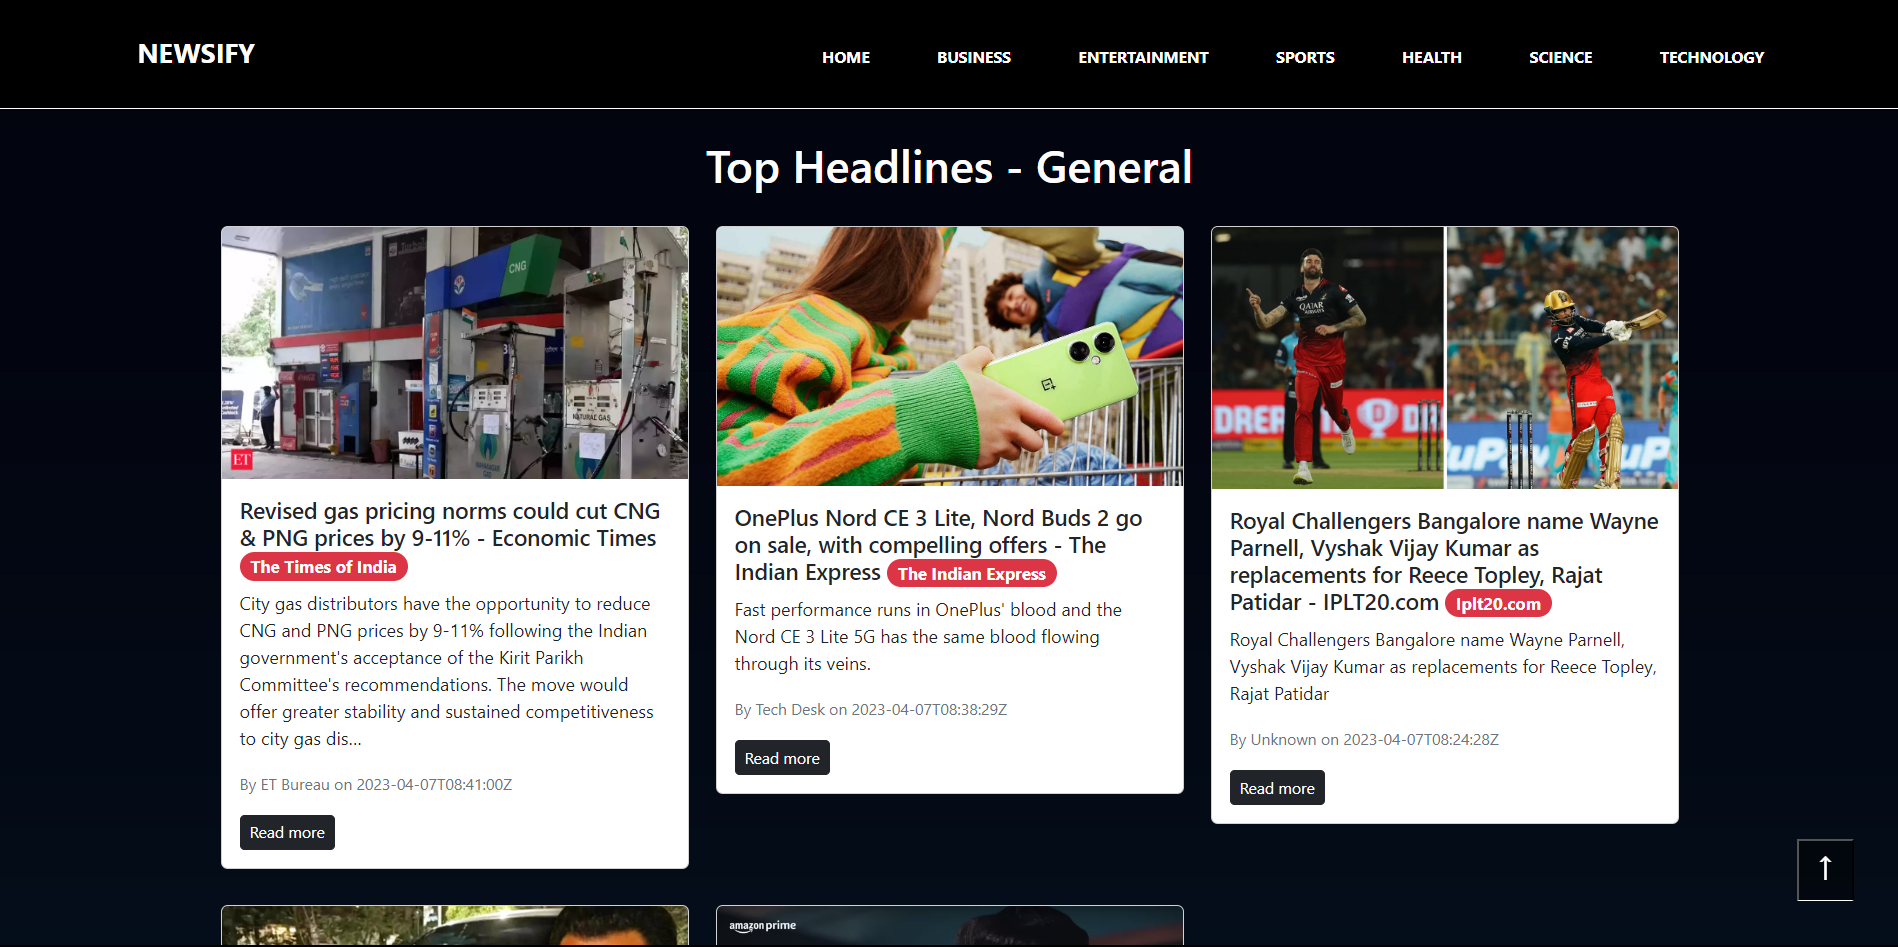 NEWSIFY
HOME
BUSINESS
ENTERTAINMENT
SPORTS
HEALTH
SCIENCE
TECHNOLOGY
Top Headlines - General
CNG
NATURAL GAS
ET
Revised gas pricing norms could cut CNG
& PNG prices by 9-11% - Economic Times
The Times of India
City gas distributors have the opportunity to reduce
CNG and PNG prices by 9-11% following the Indian
government's acceptance of the Kirit Parikh
Committee's recommendations. The move would
offer greater stability and sustained competitiveness
to city gas dis...
By ET Bureau on 2023-04-07T08:41:00Z
Read more
OnePlus Nord CE 3 Lite, Nord Buds 2 go
on sale, with compelling offers - The
Indian Express The Indian Express
Fast performance runs in OnePlus' blood and the
Nord CE 3 Lite 5G has the same blood flowing
through its veins.
By Tech Desk on 2023-04-07T08:38:29Z
Read more
QATAR
AIRWAYS
DREA
D
uPay
uP
Royal Challengers Bangalore name Wayne
Parnell, Vyshak Vijay Kumar as
replacements for Reece Topley, Rajat
Patidar - IPLT20.com Iplt20.com
Royal Challengers Bangalore name Wayne Parnell,
Vyshak Vijay Kumar as replacements for Reece Topley,
Rajat Patidar
By Unknown on 2023-04-07T08:24:28Z
Read more
↑
amazon prime